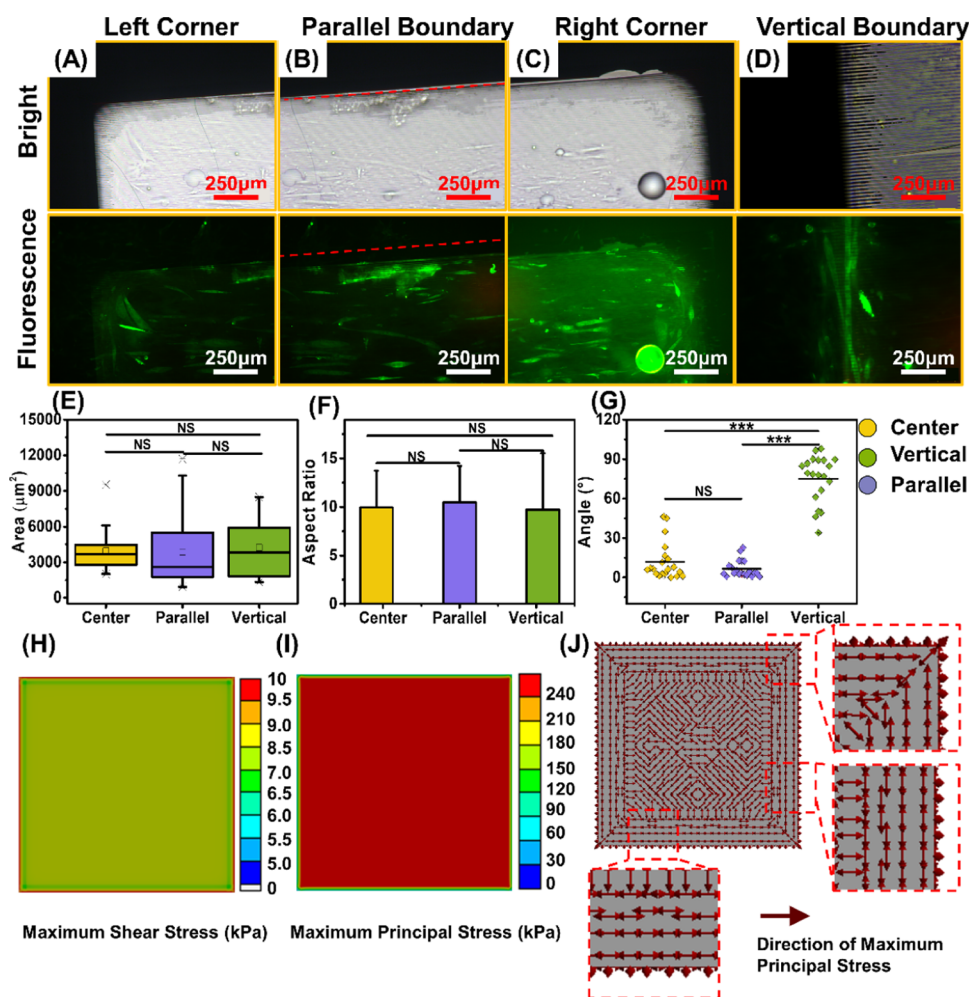 Left Corner
Parallel Boundary
Right Corner
Vertical Boundary
(A)
(B)
(C)
(D)
Bright
250μm
250μm
250μm
250μm
Fluorescence
250μm
250μm
250μm
250μm
(E)
15000
12000
9000
6000
3000
0
Area (μm²)
NS
NS
NS
Center
Parallel
Vertical
(F)
20
15
10
5
0
Aspect Ratio
NS
NS
NS
Center
Parallel
Vertical
(G)
120
90
60
30
0
Angle (°)
***
***
NS
Center
Parallel
Vertical
Center
Vertical
Parallel
(H)
10
9.5
9.0
8.5
7.0
6.5
6.0
5.5
5.0
0
Maximum Shear Stress (kPa)
(I)
240
210
180
150
120
90
60
30
0
Maximum Principal Stress (kPa)
(J)
Direction of Maximum
Principal Stress